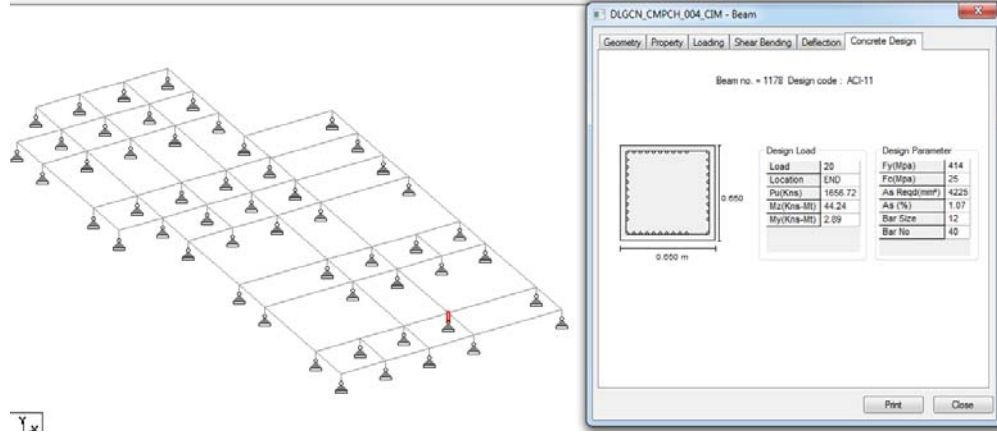 DLGCN_CMPCH_004_CIM - Beam
Geometry Property Loading Shear Bending Deflection Concrete Design
Beam no. = 1178 Design code : ACI-11
Design Load
Load 20
Location END
Pu(Kns) 1656.72
Mz(Kns-Mt) 44.24
My(Kns-Mt) 2.89
Design Parameter
Fy(Mpa) 414
Fc(Mpa) 25
As Reqd(mm²) 4225
As (%) 1.07
Bar Size 12
Bar No 40
0.650
0.650 m
Print Close
Y X